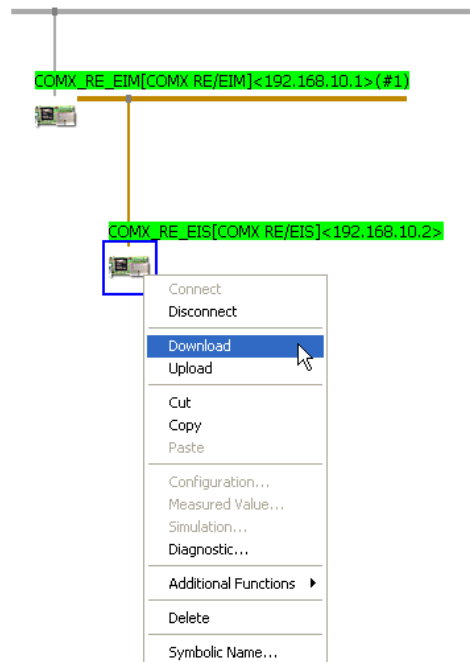 COMX_RE_EIM[COMX RE/EIM]<192.168.10.1>(#1)
COMX_RE_EIS[COMX RE/EIS]<192.168.10.2>
Connect
Disconnect
Download
Upload
Cut
Copy
Paste
Configuration...
Measured Value...
Simulation...
Diagnostic...
Additional Functions
Delete
Symbolic Name...